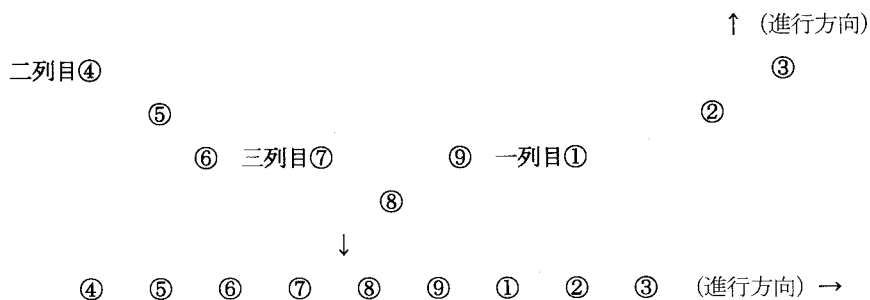 ↑ (進行方向)
二列目④ ③
⑤ ②
⑥ 三列目⑦ ⑨ 一列目①
⑧
↓
④ ⑤ ⑥ ⑦ ⑧ ⑨ ① ② ③ (進行方向) →